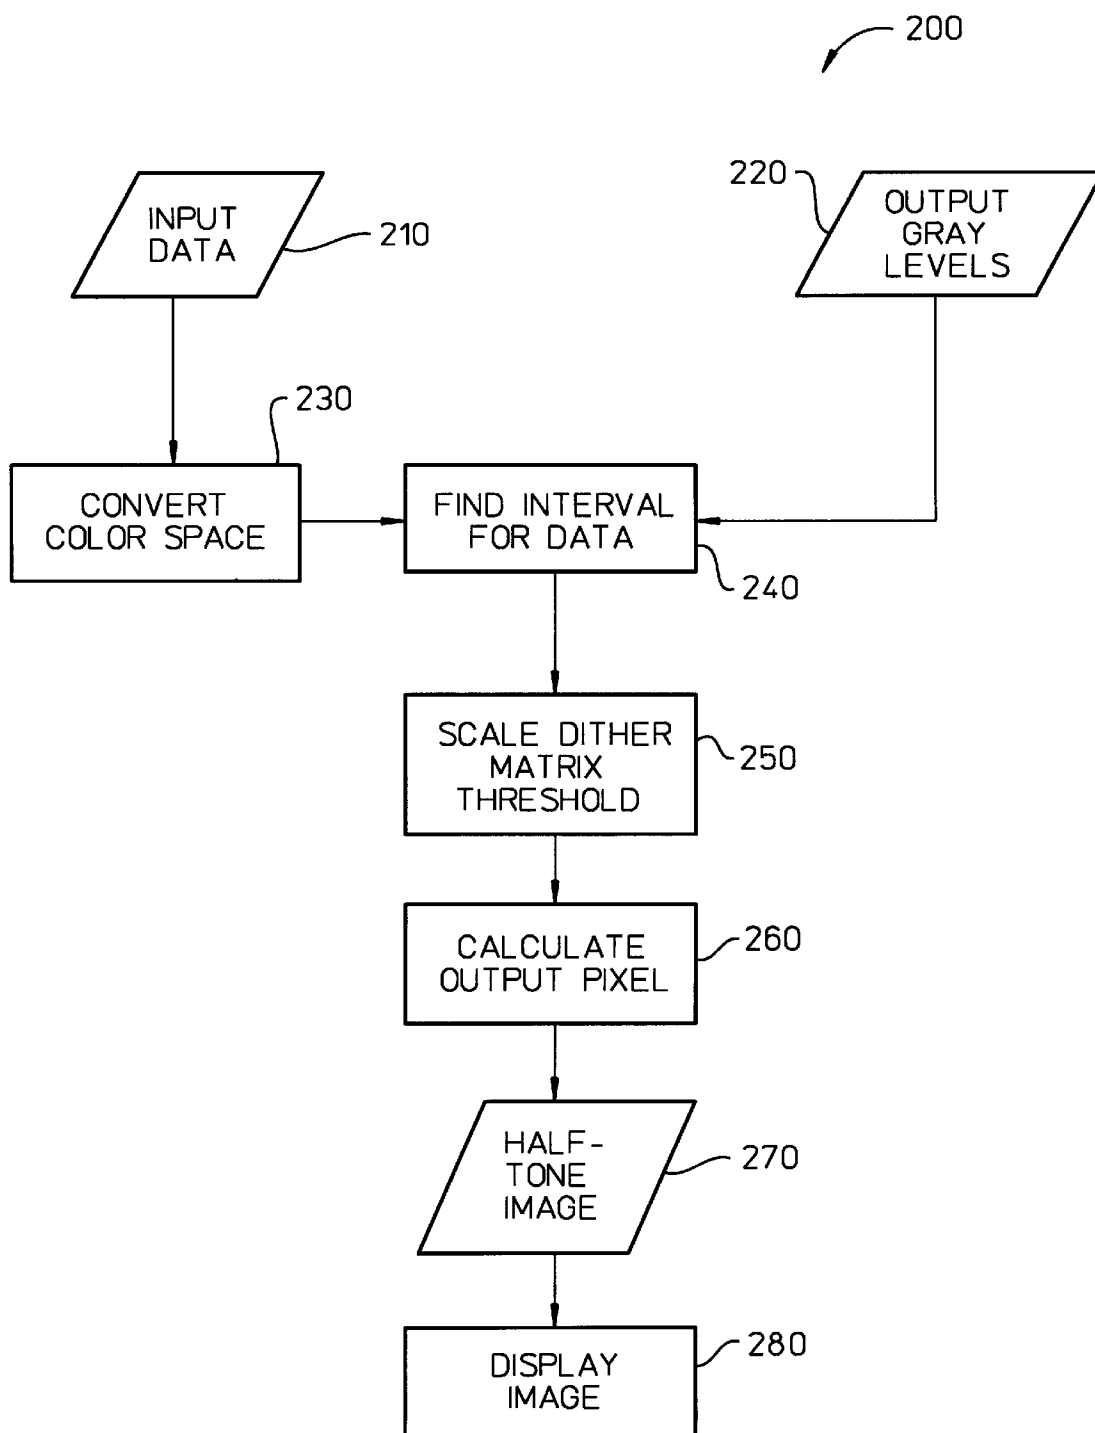 200
INPUT
DATA
210
220
OUTPUT
GRAY
LEVELS
230
CONVERT
COLOR SPACE
FIND INTERVAL
FOR DATA
240
SCALE DITHER
MATRIX
THRESHOLD
250
CALCULATE
OUTPUT PIXEL
260
HALF-
TONE
IMAGE
270
DISPLAY
IMAGE
280